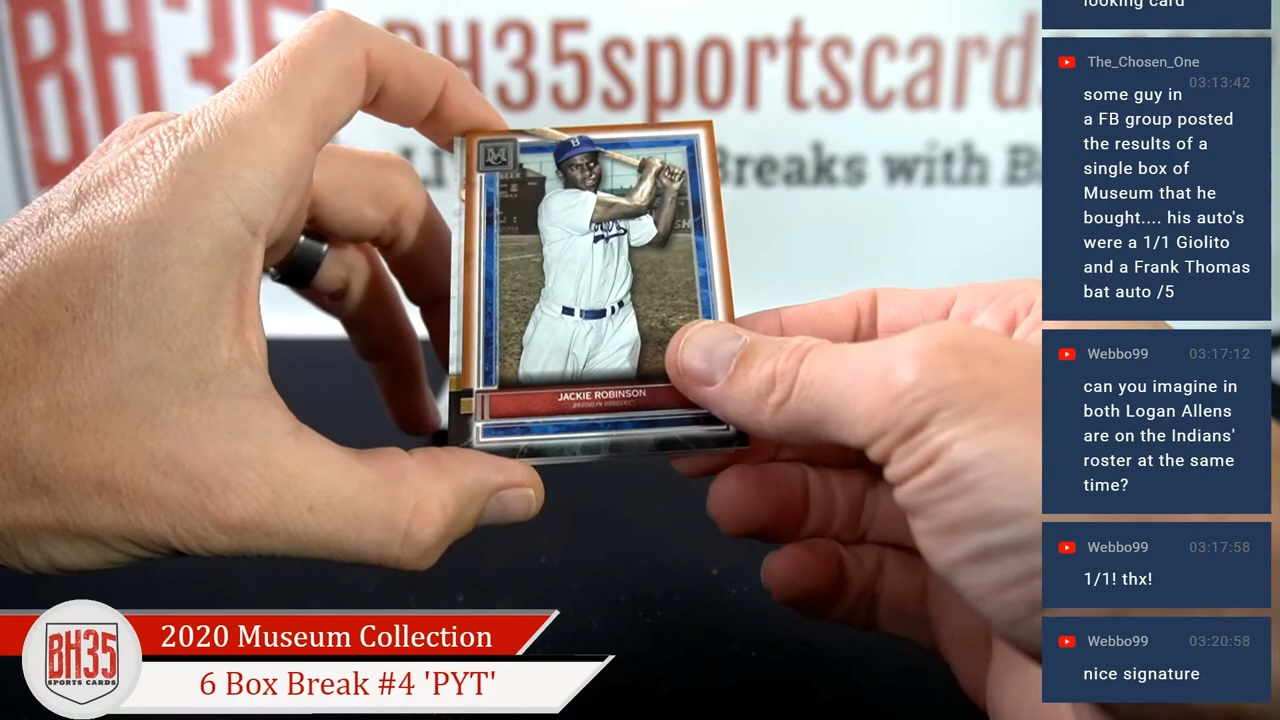 BH35
BH35sportscards
Breaks with B
JACKIE ROBINSON
BROOKLYN DODGERS
B
looking card
The_Chosen_One
03:13:42
some guy in
a FB group posted
the results of a
single box of
Museum that he
bought.... his auto's
were a 1/1 Giolito
and a Frank Thomas
bat auto /5
Webbo99 03:17:12
can you imagine in
both Logan Allens
are on the Indians'
roster at the same
time?
Webbo99 03:17:58
1/1! thx!
Webbo99 03:20:58
nice signature
BH35
SPORTS CARDS
2020 Museum Collection
6 Box Break #4 'PYT'